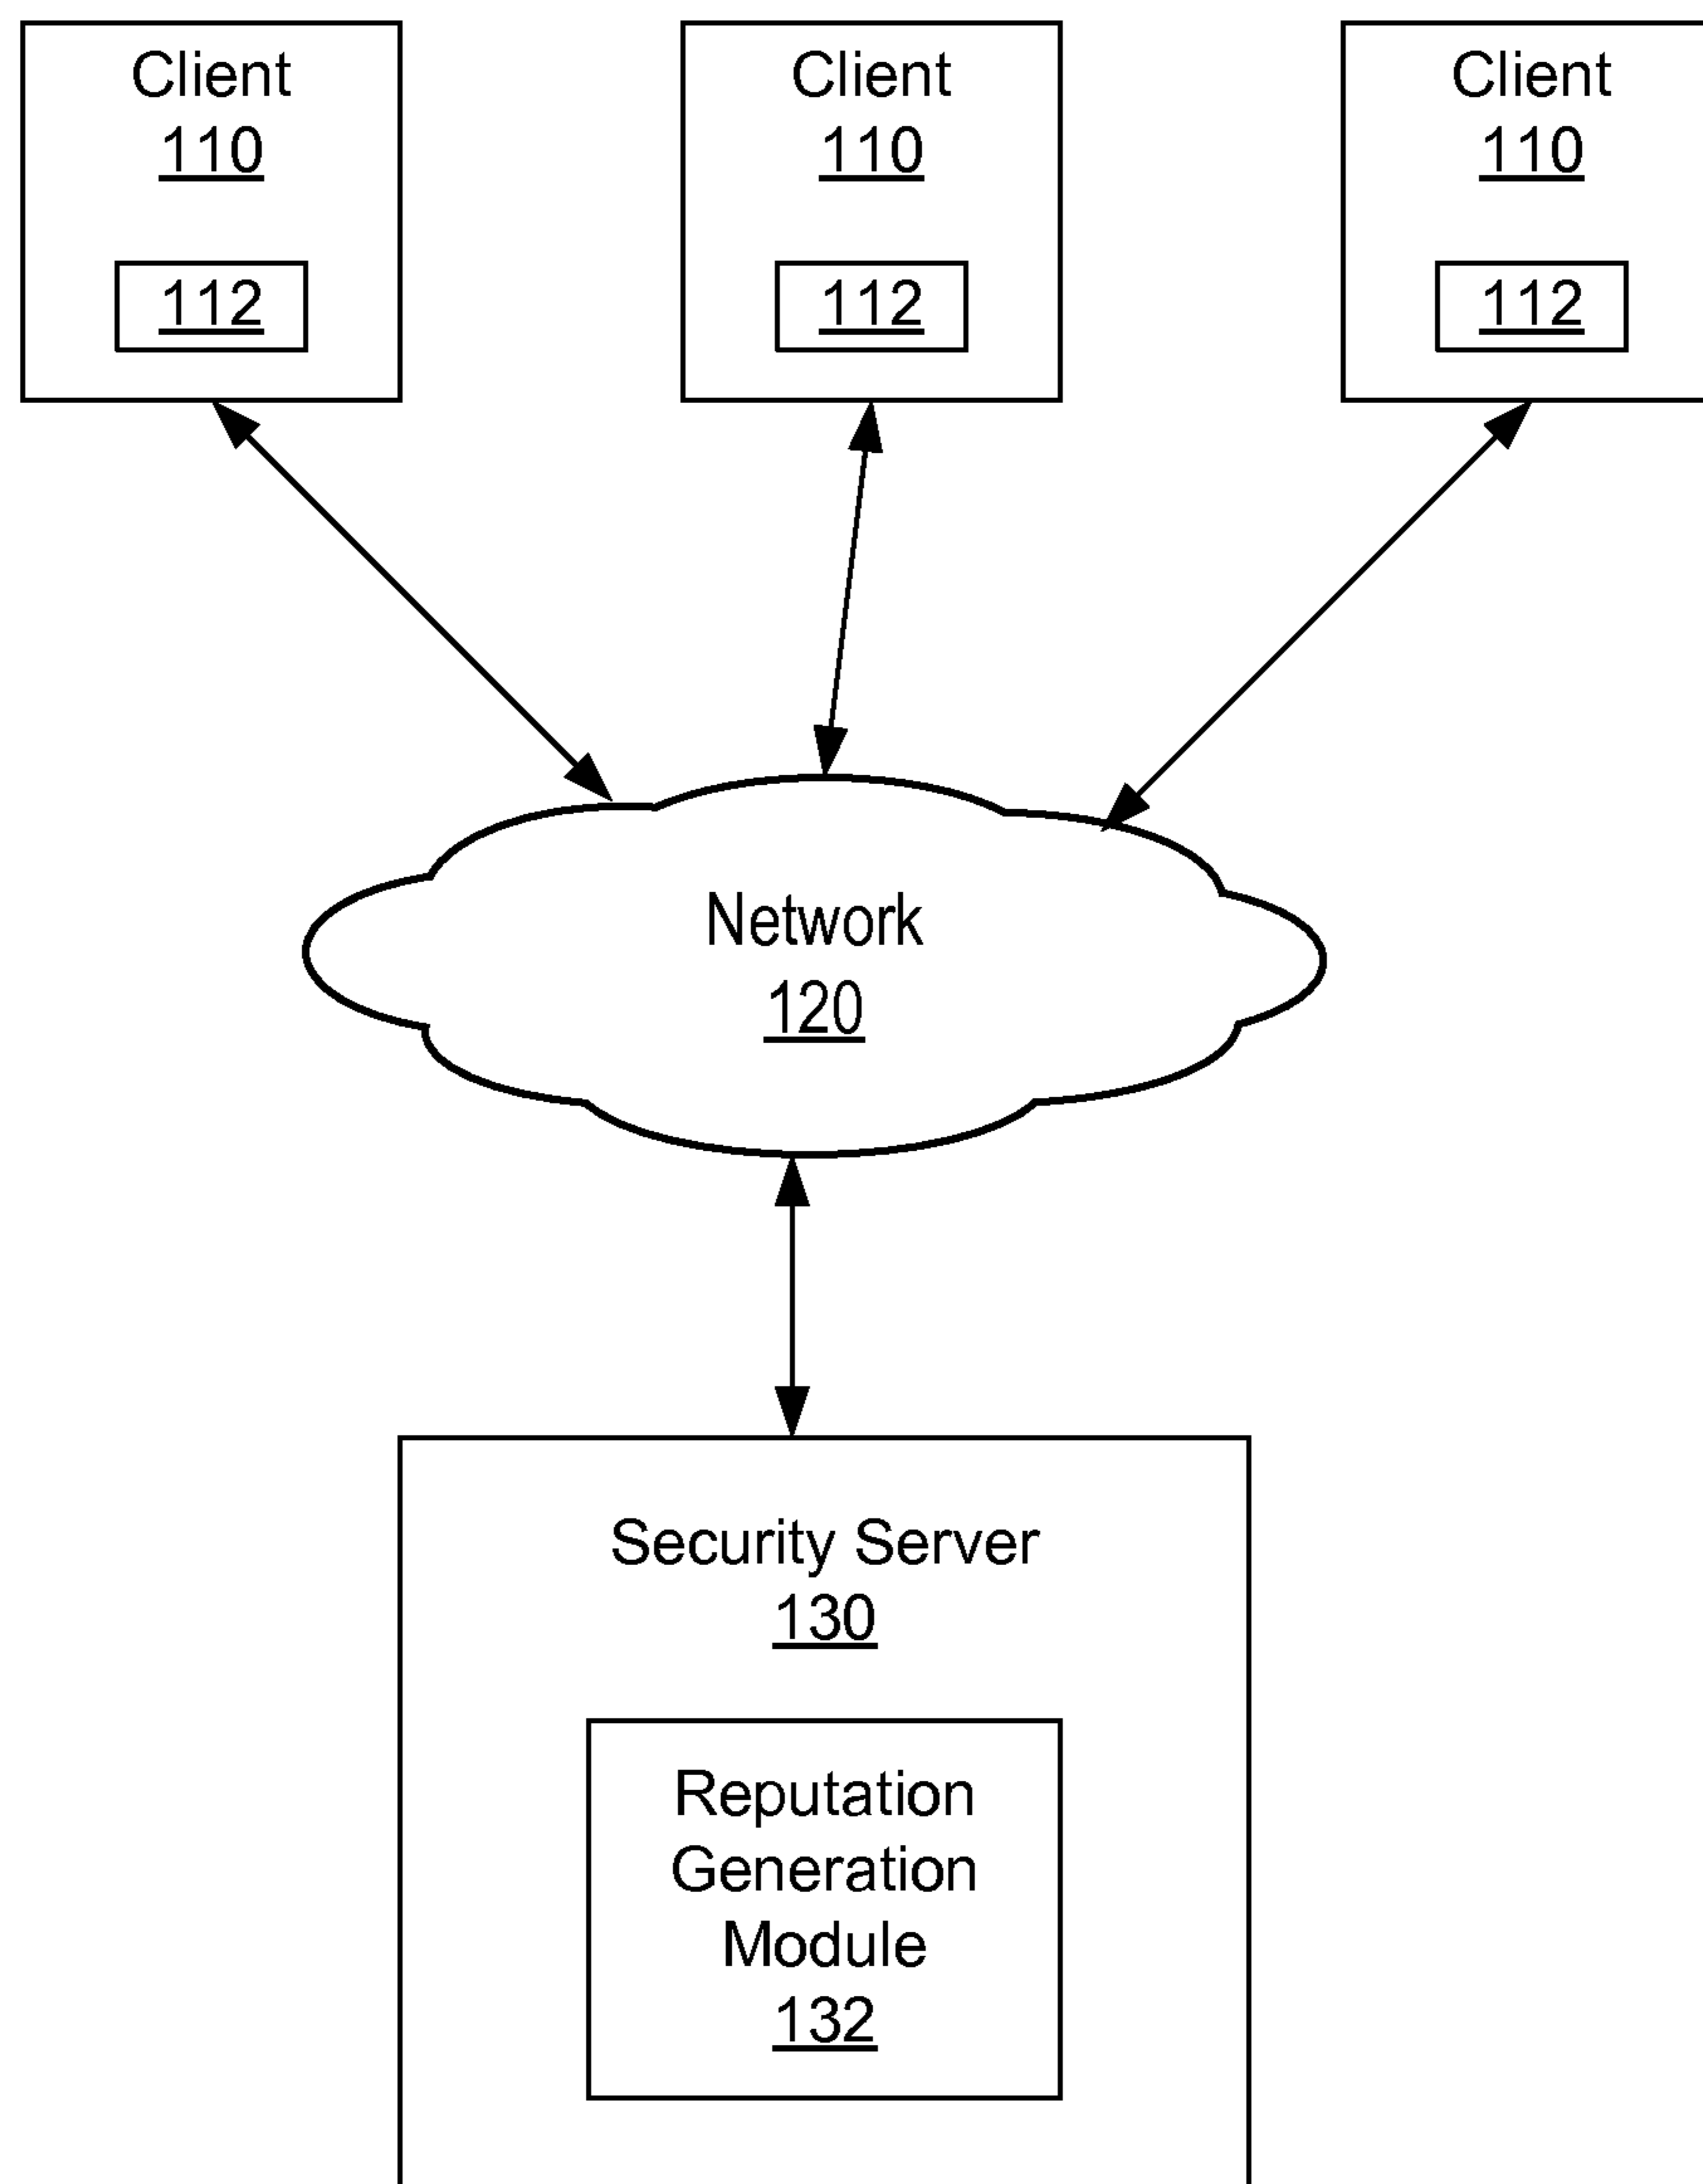 Client
110
112
Client
110
112
Client
110
112
Network
120
Security Server
130
Reputation
Generation
Module
132